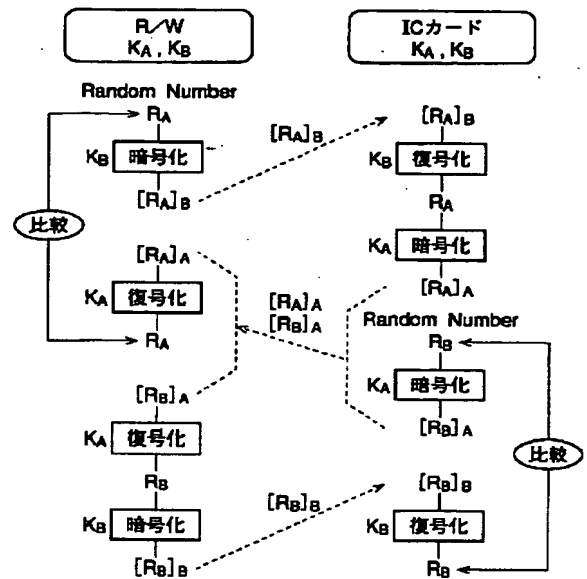 R/W
KA , KB
ICカード
KA , KB
Random Number
RA
KB 暗号化
[RA]B
[RA]B
[RA]B
KB 復号化
RA
KA 暗号化
[RA]A
比較
[RA]A
KA 復号化
RA
[RA]A
[RB]A
Random Number
RB
KA 暗号化
[RB]A
比較
[RB]A
KA 復号化
RB
KB 暗号化
[RB]B
[RB]B
[RB]B
KB 復号化
RB